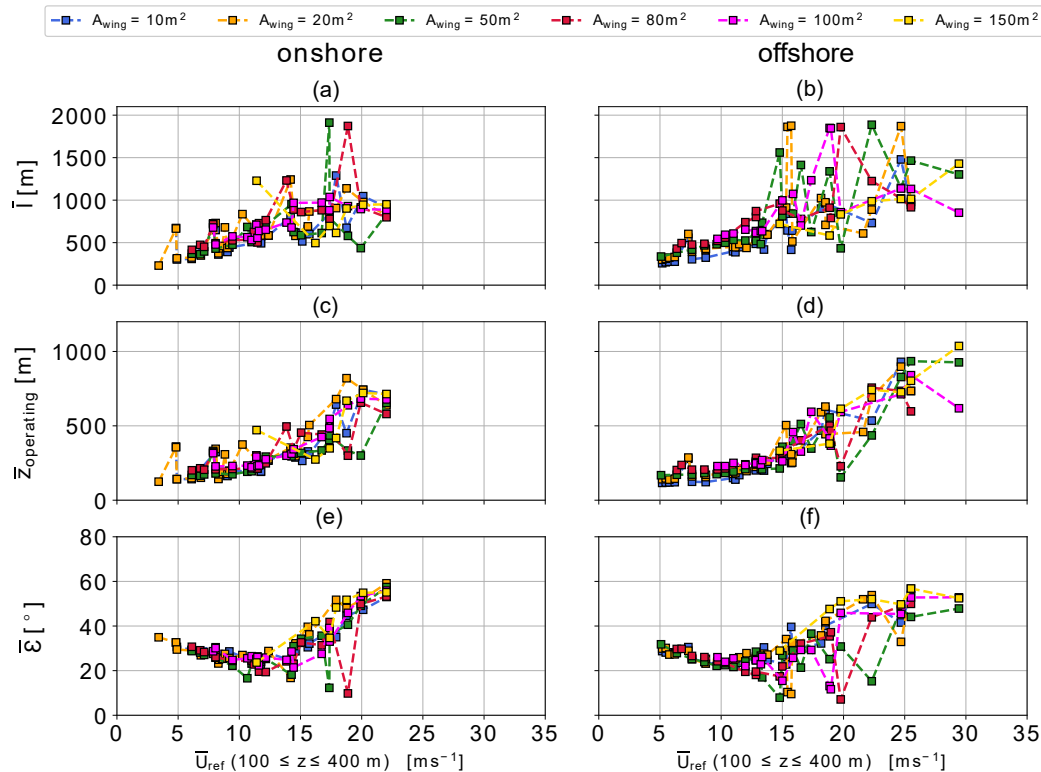 A_wing = 10m² A_wing = 20m² A_wing = 50m² A_wing = 80m² A_wing = 100m² A_wing = 150m²
onshore offshore
(a) (b)
l̅ [m]
2000
1500
1000
500
0
(c) (d)
z̅_operating [m]
1000
500
0
(e) (f)
ε̅ [°]
80
60
40
20
0
0 5 10 15 20 25 30 35 0 5 10 15 20 25 30 35
U̅_ref (100 ≤ z ≤ 400 m) [ms⁻¹] U̅_ref (100 ≤ z ≤ 400 m) [ms⁻¹]